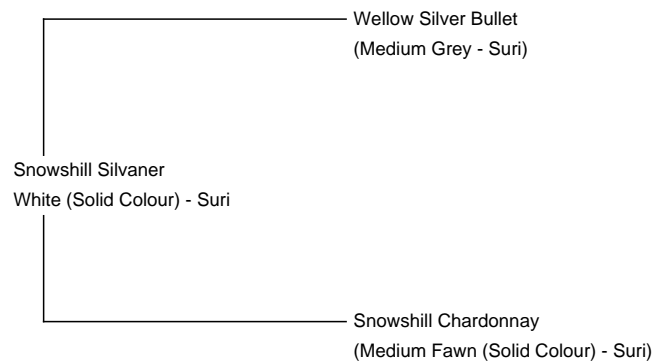 Wellow Silver Bullet
(Medium Grey - Suri)
Snowshill Silvaner
White (Solid Colour) - Suri
Snowshill Chardonnay
(Medium Fawn (Solid Colour) - Suri)